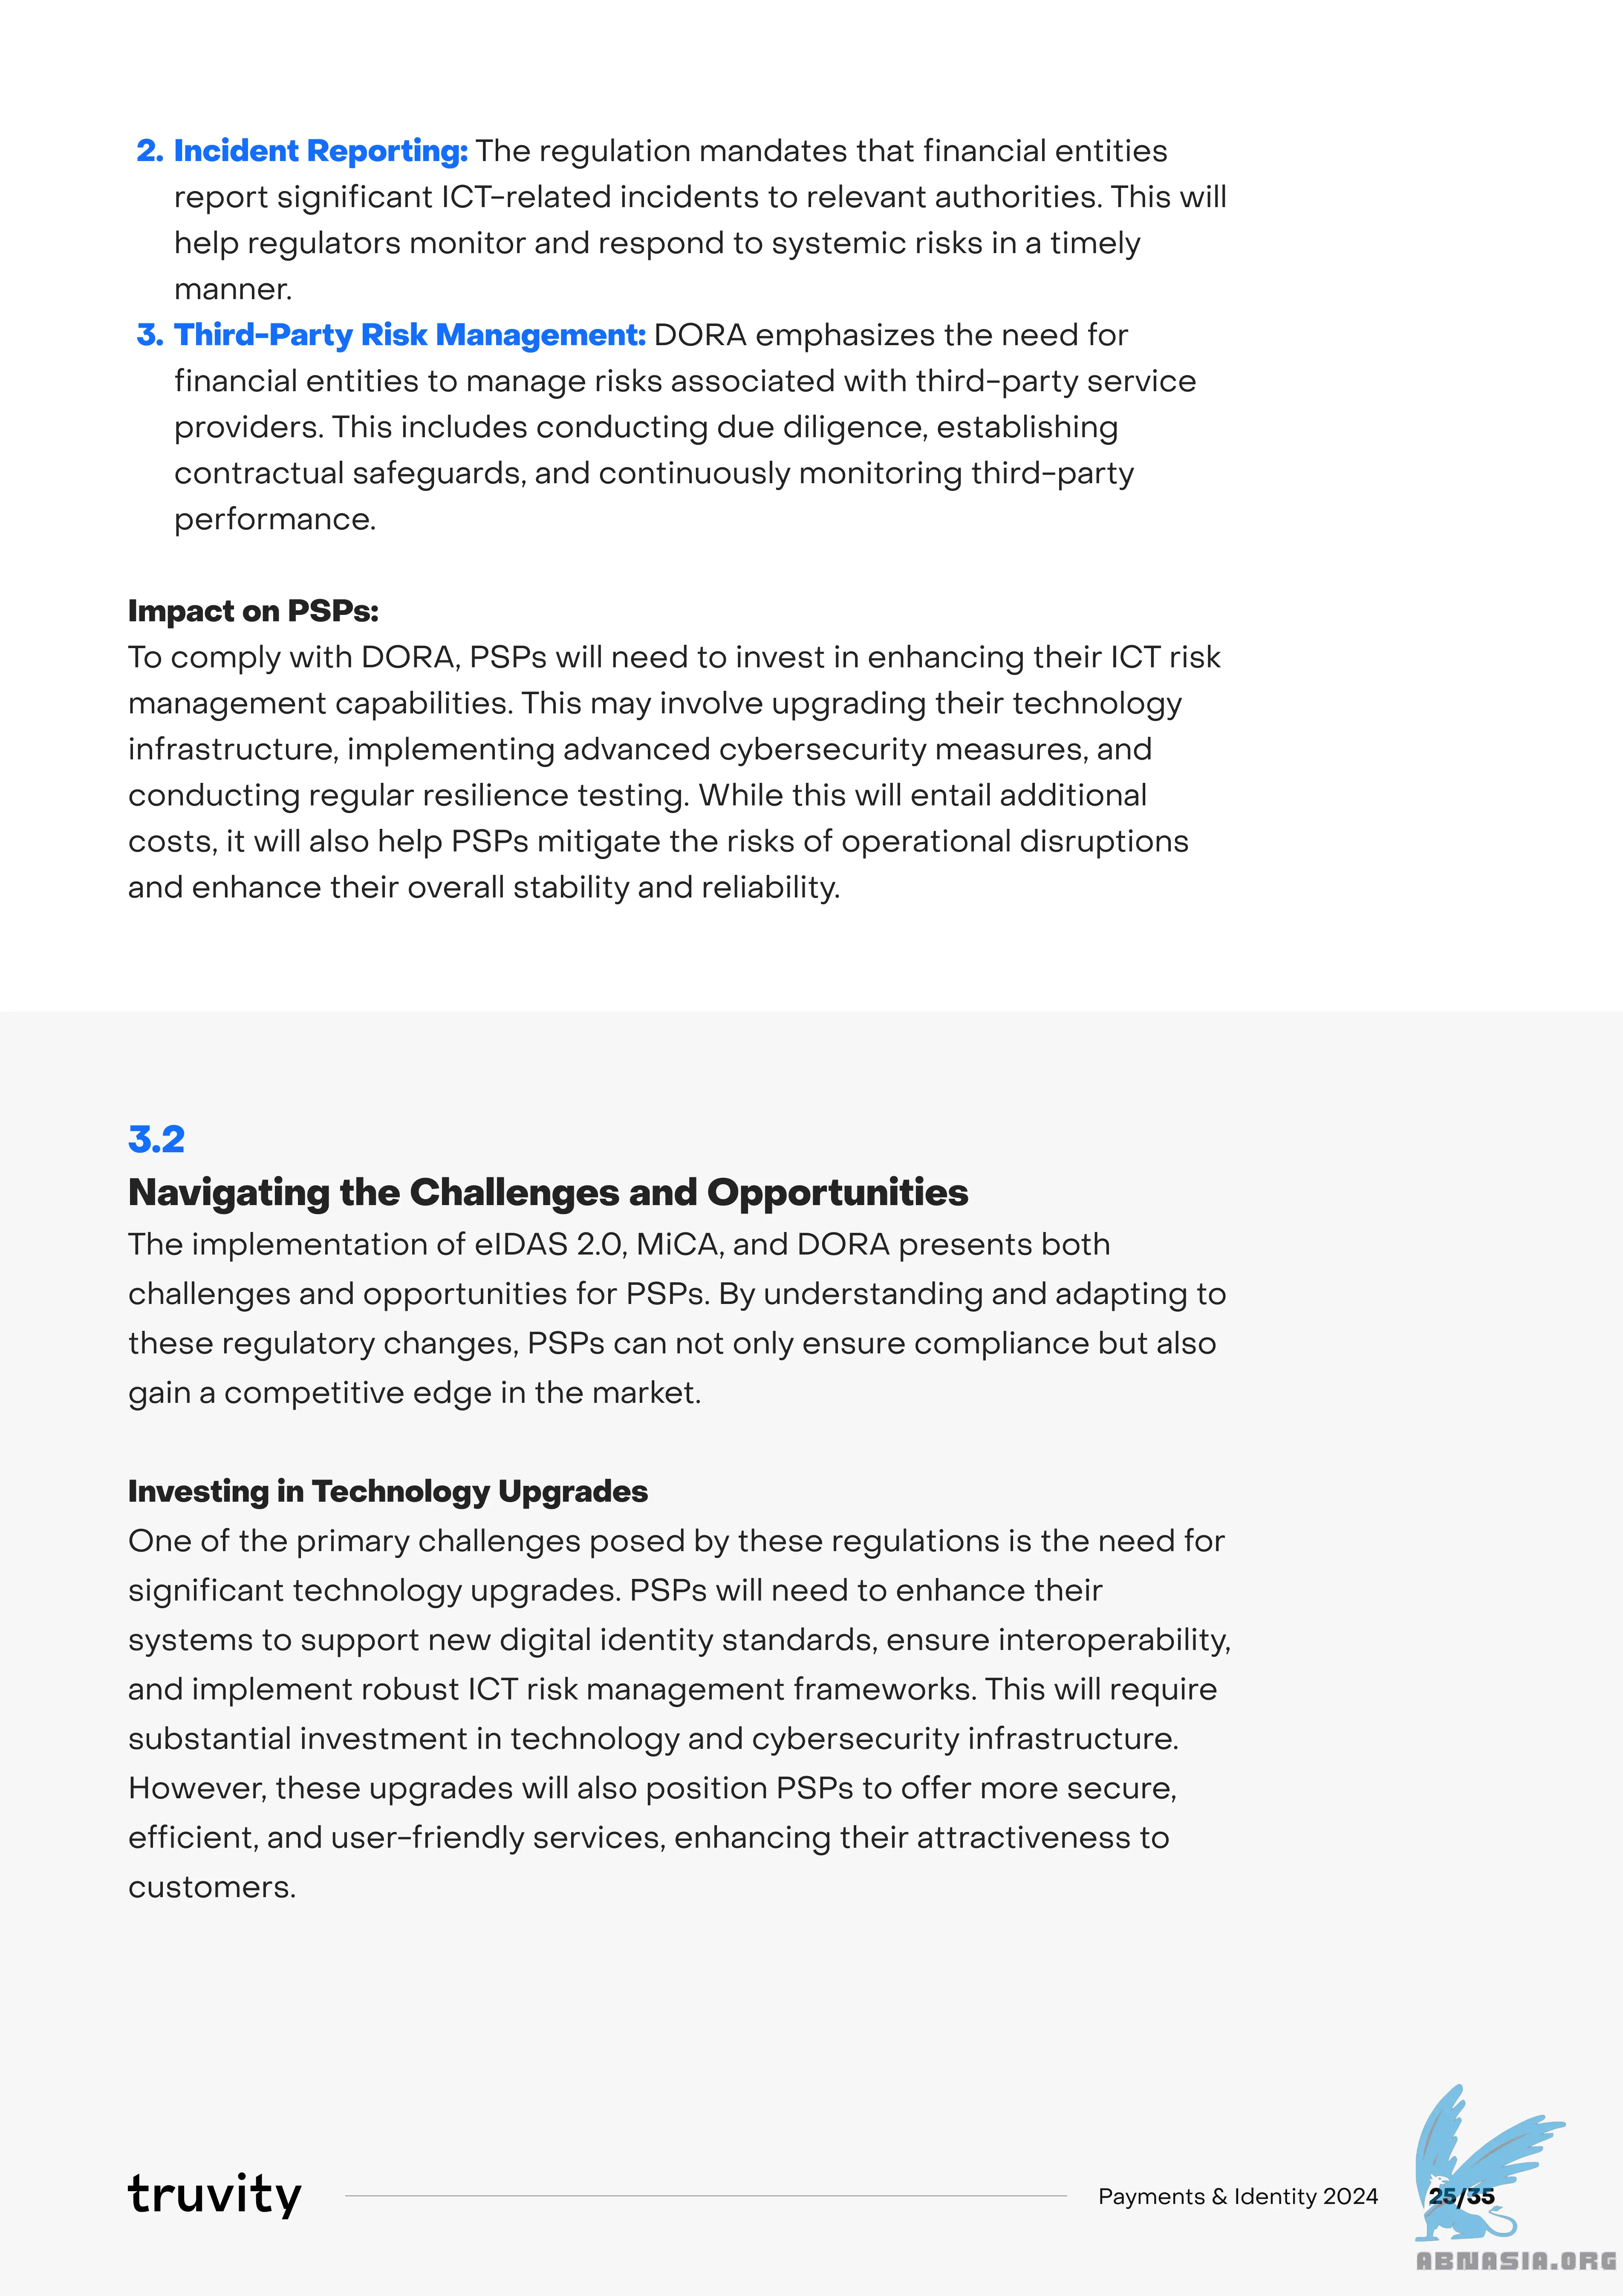 2. Incident Reporting: The regulation mandates that financial entities
report significant ICT-related incidents to relevant authorities. This will
help regulators monitor and respond to systemic risks in a timely
manner.
3. Third-Party Risk Management: DORA emphasizes the need for
financial entities to manage risks associated with third-party service
providers. This includes conducting due diligence, establishing
contractual safeguards, and continuously monitoring third-party
performance.
Impact on PSPs:
To comply with DORA, PSPs will need to invest in enhancing their ICT risk
management capabilities. This may involve upgrading their technology
infrastructure, implementing advanced cybersecurity measures, and
conducting regular resilience testing. While this will entail additional
costs, it will also help PSPs mitigate the risks of operational disruptions
and enhance their overall stability and reliability.
3.2
Navigating the Challenges and Opportunities
The implementation of eIDAS 2.0, MiCA, and DORA presents both
challenges and opportunities for PSPs. By understanding and adapting to
these regulatory changes, PSPs can not only ensure compliance but also
gain a competitive edge in the market.
Investing in Technology Upgrades
One of the primary challenges posed by these regulations is the need for
significant technology upgrades. PSPs will need to enhance their
systems to support new digital identity standards, ensure interoperability,
and implement robust ICT risk management frameworks. This will require
substantial investment in technology and cybersecurity infrastructure.
However, these upgrades will also position PSPs to offer more secure,
efficient, and user-friendly services, enhancing their attractiveness to
customers.
truvity Payments & Identity 2024 25/35
ABNASIA.ORG